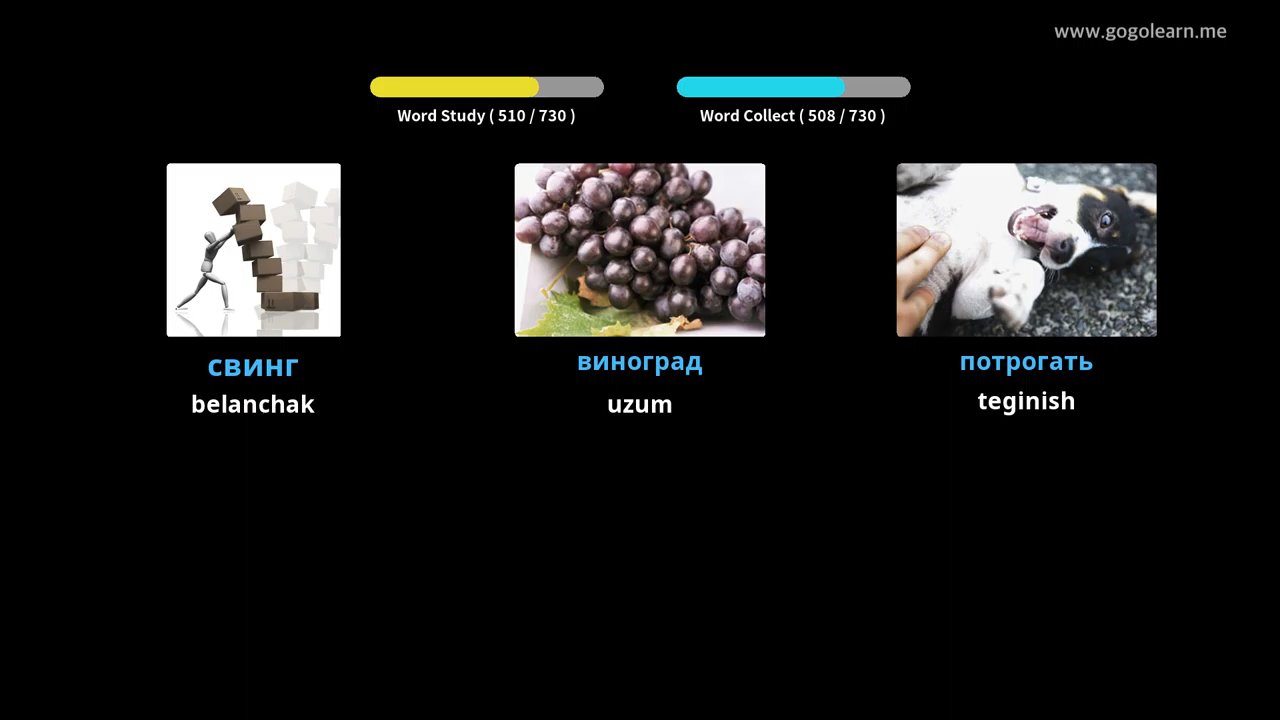 www.gogolearn.me
Word Study ( 510 / 730 )
Word Collect ( 508 / 730 )
свинг
belanchak
виноград
uzum
потрогать
teginish